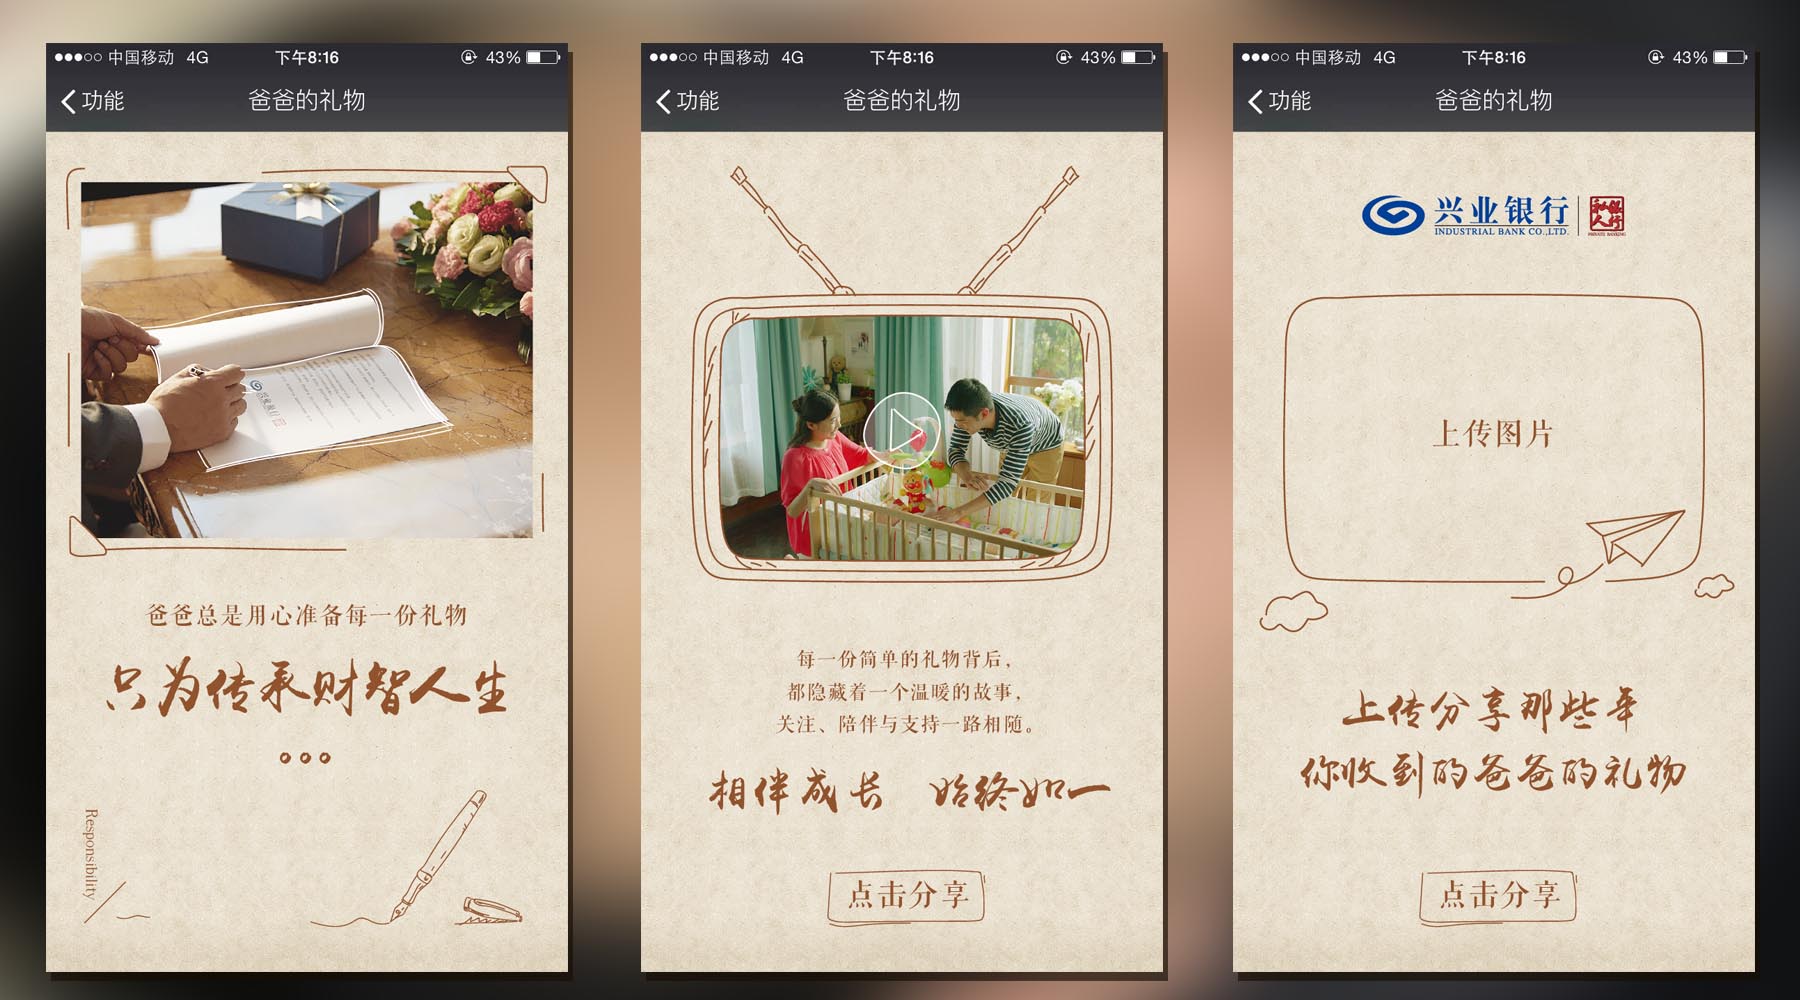 中国移动 4G 下午8:16 43%
功能 爸爸的礼物
爸爸总是用心准备每一份礼物
只为传承财智人生
Responsibility
中国移动 4G 下午8:16 43%
功能 爸爸的礼物
每一份简单的礼物背后，
都隐藏着一个温暖的故事，
关注、陪伴与支持一路相随。
相伴成长 始终如一
点击分享
中国移动 4G 下午8:16 43%
功能 爸爸的礼物
兴业银行
INDUSTRIAL BANK CO.,LTD.
私人银行
PRIVATE BANKING
上传图片
上传分享那些年
你收到的爸爸的礼物
点击分享